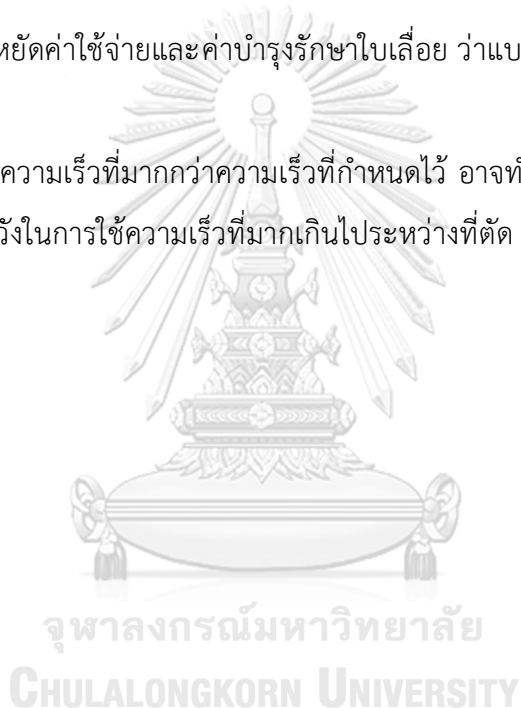 หยัดค่าใช้จ่ายและค่าบำรุงรักษาใบเลื่อย ว่าแบ
ความเร็วที่มากกว่าความเร็วที่กำหนดไว้ อาจทำ
วังในการใช้ความเร็วที่มากเกินไประหว่างที่ตัด
จุฬาลงกรณ์มหาวิทยาลัย
CHULALONGKORN UNIVERSITY